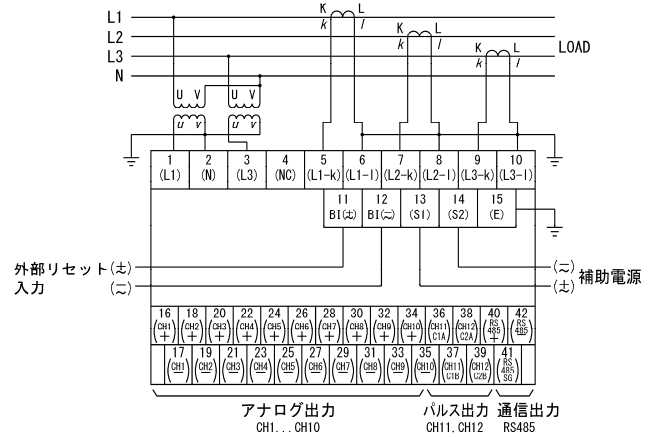 K L
L1
k l
K L
L2
k l
K L
L3
k l
LOAD
N
U V U V
u v u v
1 2 3 4 5 6 7 8 9 10
(L1) (N) (L3) (NC) (L1-k) (L1-l) (L2-k) (L2-l) (L3-k) (L3-l)
11 12 13 14 15
BI(±) BI(~) (S1) (S2) (E)
外部リセット(±)
入力 (~)
(~)
補助電源
(±)
16 18 20 22 24 26 28 30 32 34 36 38 40 42
(CH1 +) (CH2 +) (CH3 +) (CH4 +) (CH5 +) (CH6 +) (CH7 +) (CH8 +) (CH9 +) (CH10 +) (CH11 C1A) (CH12 C2A) (RS 485 +) (RS 485 -)
17 19 21 23 25 27 29 31 33 35 37 39 41
(CH1 -) (CH2 -) (CH3 -) (CH4 -) (CH5 -) (CH6 -) (CH7 -) (CH8 -) (CH9 -) (CH10 -) (CH11 C1B) (CH12 C2B) (RS 485 SG)
アナログ出力 パルス出力 通信出力
CH1...CH10 CH11, CH12 RS485